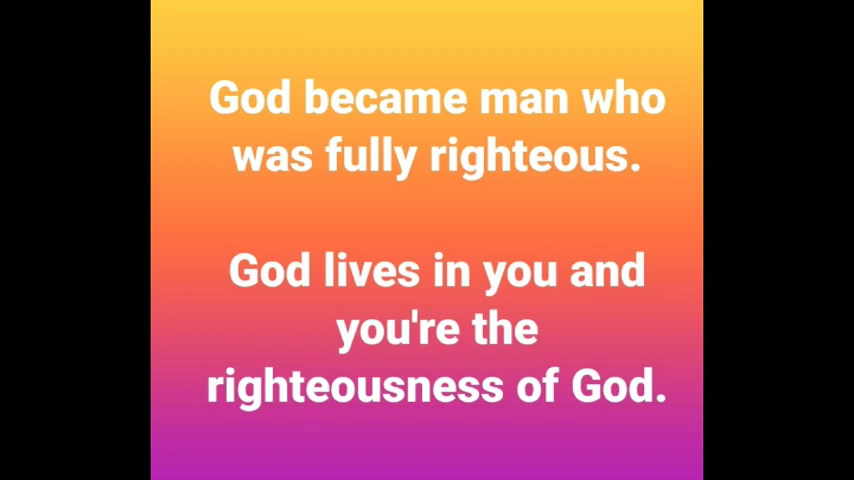 God became man who
was fully righteous.
God lives in you and
you're the
righteousness of God.